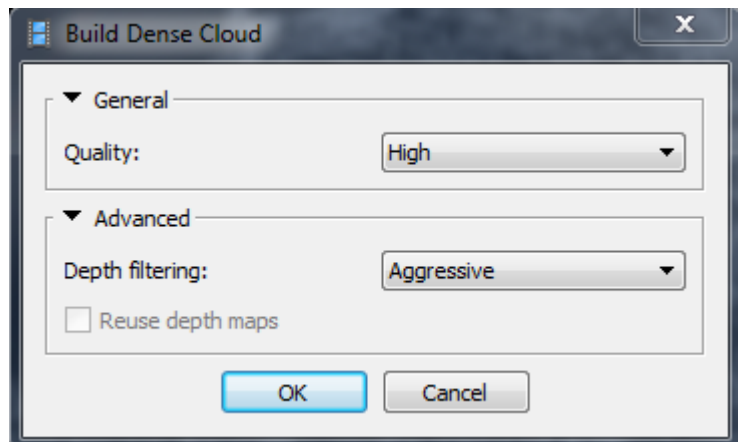 Build Dense Cloud
General
Quality: High
Advanced
Depth filtering: Aggressive
Reuse depth maps
OK Cancel